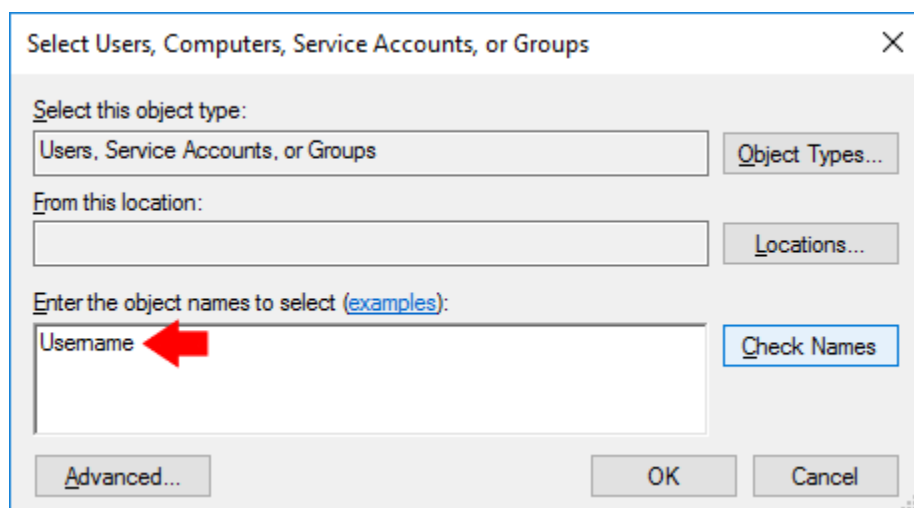 Select Users, Computers, Service Accounts, or Groups
Select this object type:
Users, Service Accounts, or Groups
Object Types...
From this location:
Locations...
Enter the object names to select (examples):
Username
Check Names
Advanced...
OK
Cancel